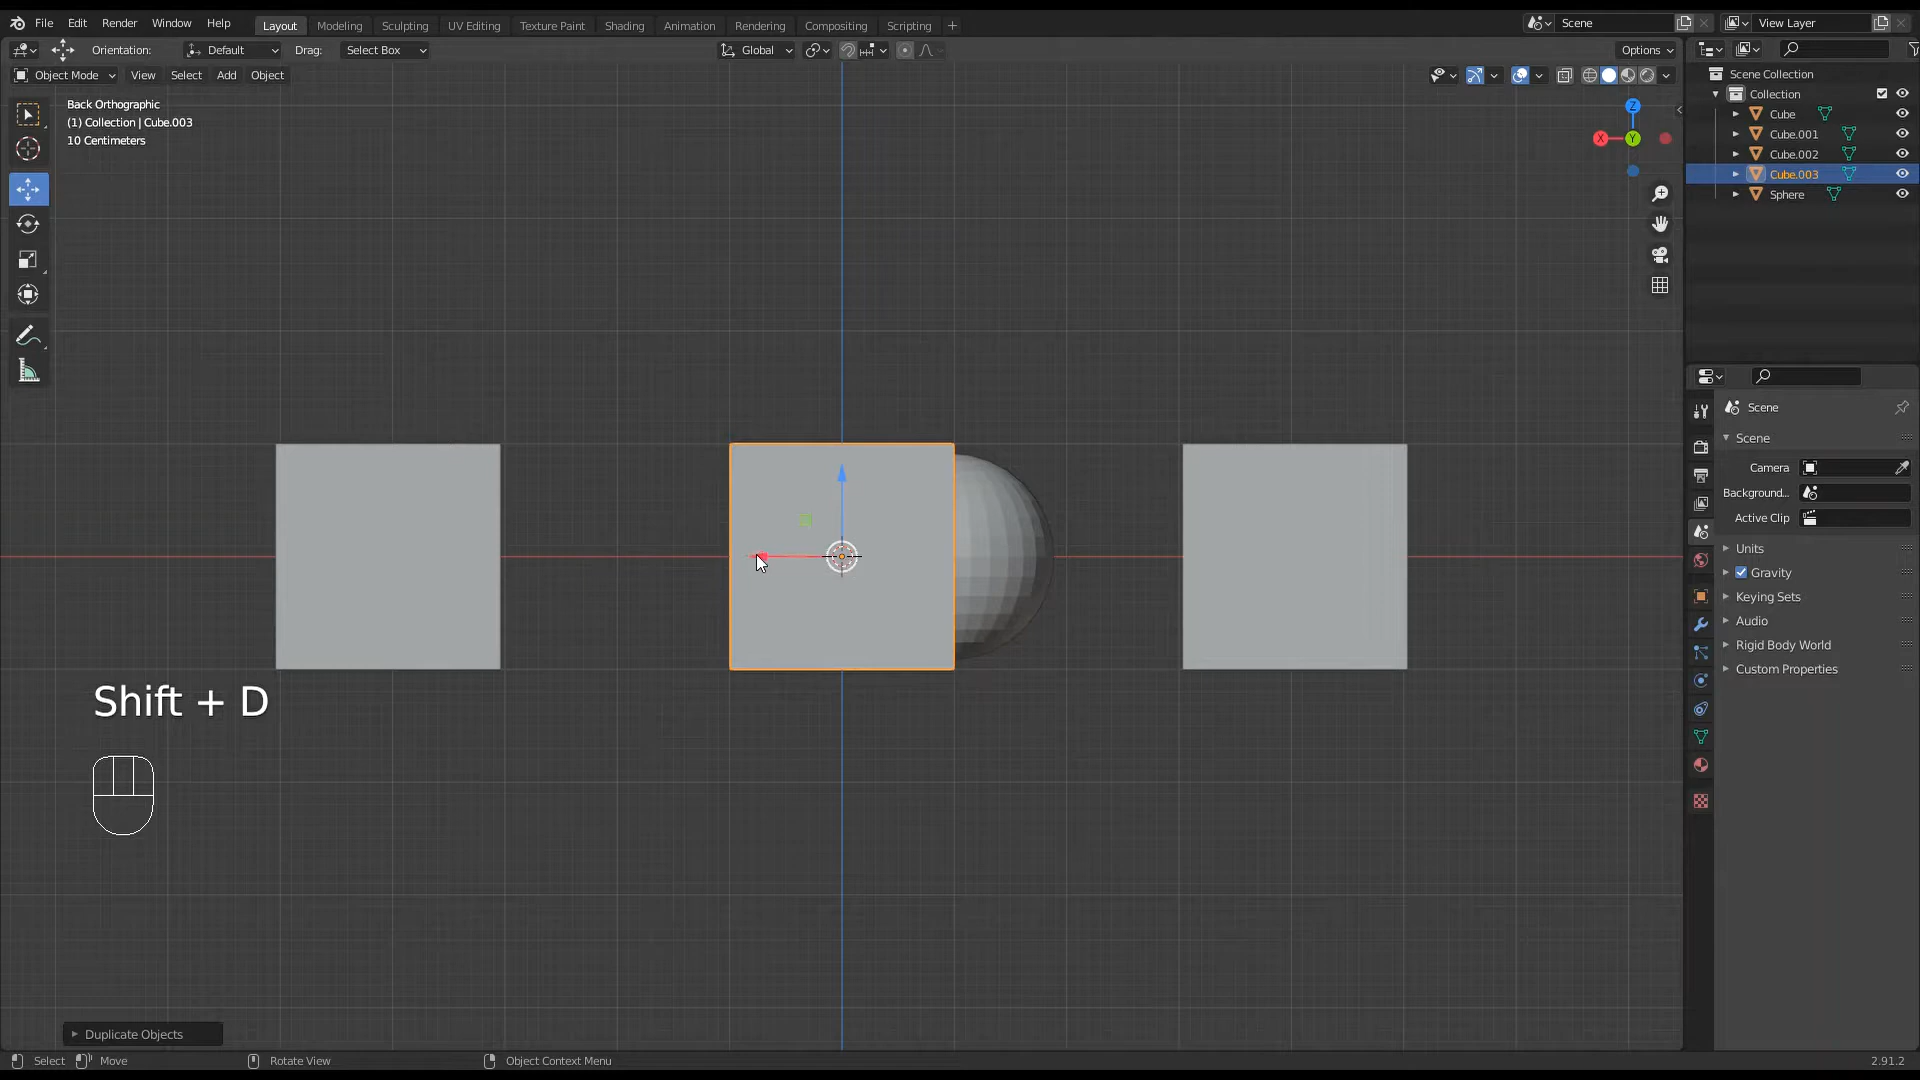 File Edit Render Window Help
Layout Modeling Sculpting UV Editing Texture Paint Shading Animation Rendering Compositing Scripting +
Scene
View Layer
Orientation: Default Drag: Select Box
Global
Options
Object Mode View Select Add Object
Back Orthographic
(1) Collection | Cube.003
10 Centimeters
Z
X
Y
Scene Collection
Collection
Cube
Cube.001
Cube.002
Cube.003
Sphere
Scene
Scene
Camera
Background...
Active Clip
Units
Gravity
Keying Sets
Audio
Rigid Body World
Custom Properties
Shift + D
Duplicate Objects
Select Move Rotate View Object Context Menu
2.91.2